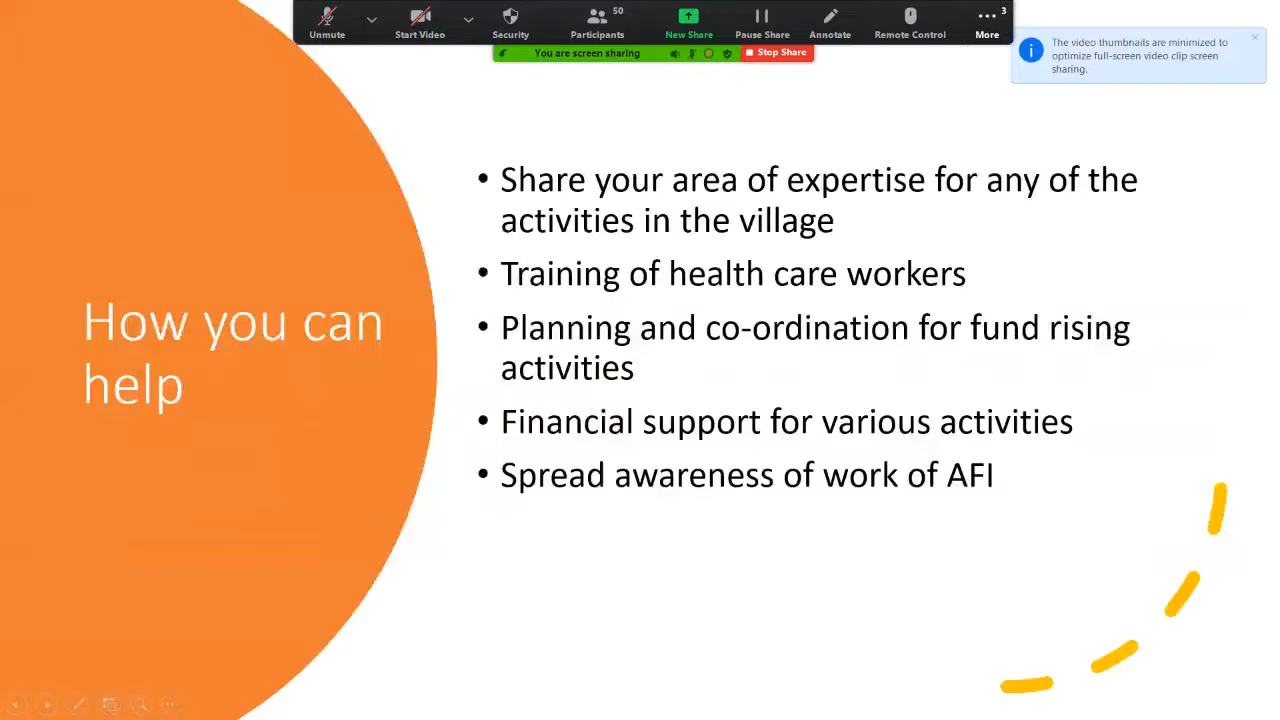 50
3
Unmute
Start Video
Security
Participants
New Share
Pause Share
Annotate
Remote Control
More
You are screen sharing
Stop Share
The video thumbnails are minimized to
optimize full-screen video clip screen
sharing.
How you can
help
• Share your area of expertise for any of the
activities in the village
• Training of health care workers
• Planning and co-ordination for fund rising
activities
• Financial support for various activities
• Spread awareness of work of AFI